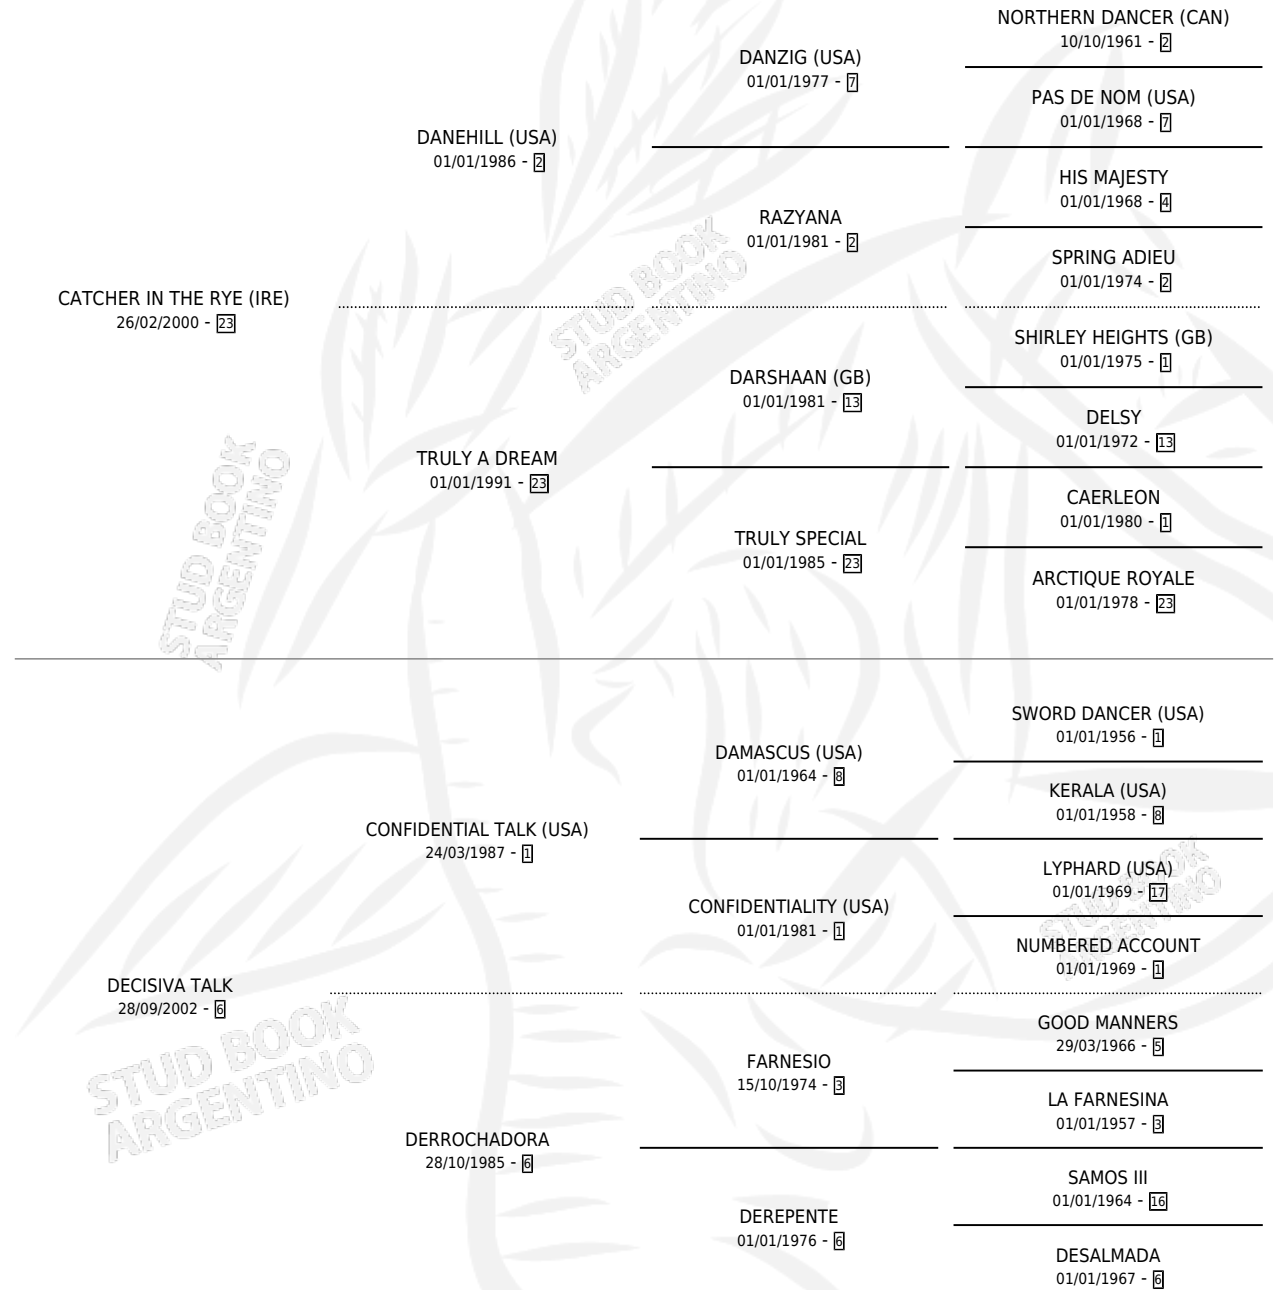 NORTHERN DANCER (CAN)
10/10/1961 - 2
DANZIG (USA)
01/01/1977 - 7
PAS DE NOM (USA)
01/01/1968 - 7
DANEHILL (USA)
01/01/1986 - 2
HIS MAJESTY
01/01/1968 - 4
RAZYANA
01/01/1981 - 2
SPRING ADIEU
01/01/1974 - 2
CATCHER IN THE RYE (IRE)
26/02/2000 - 23
SHIRLEY HEIGHTS (GB)
01/01/1975 - 1
DARSHAAN (GB)
01/01/1981 - 13
DELSY
01/01/1972 - 13
TRULY A DREAM
01/01/1991 - 23
CAERLEON
01/01/1980 - 1
TRULY SPECIAL
01/01/1985 - 23
ARCTIQUE ROYALE
01/01/1978 - 23
SWORD DANCER (USA)
01/01/1956 - 1
DAMASCUS (USA)
01/01/1964 - 8
KERALA (USA)
01/01/1958 - 8
CONFIDENTIAL TALK (USA)
24/03/1987 - 1
LYPHARD (USA)
01/01/1969 - 17
CONFIDENTIALITY (USA)
01/01/1981 - 1
NUMBERED ACCOUNT
01/01/1969 - 1
DECISIVA TALK
28/09/2002 - 6
GOOD MANNERS
29/03/1966 - 5
FARNESIO
15/10/1974 - 3
LA FARNESINA
01/01/1957 - 3
DERROCHADORA
28/10/1985 - 6
SAMOS III
01/01/1964 - 16
DEREPENTE
01/01/1976 - 6
DESALMADA
01/01/1967 - 6
STUD BOOK
ARGENTINO
STUD BOOK
ARGENTINO
STUD BOOK
ARGENTINO
STUD BOOK
ARGENTINO